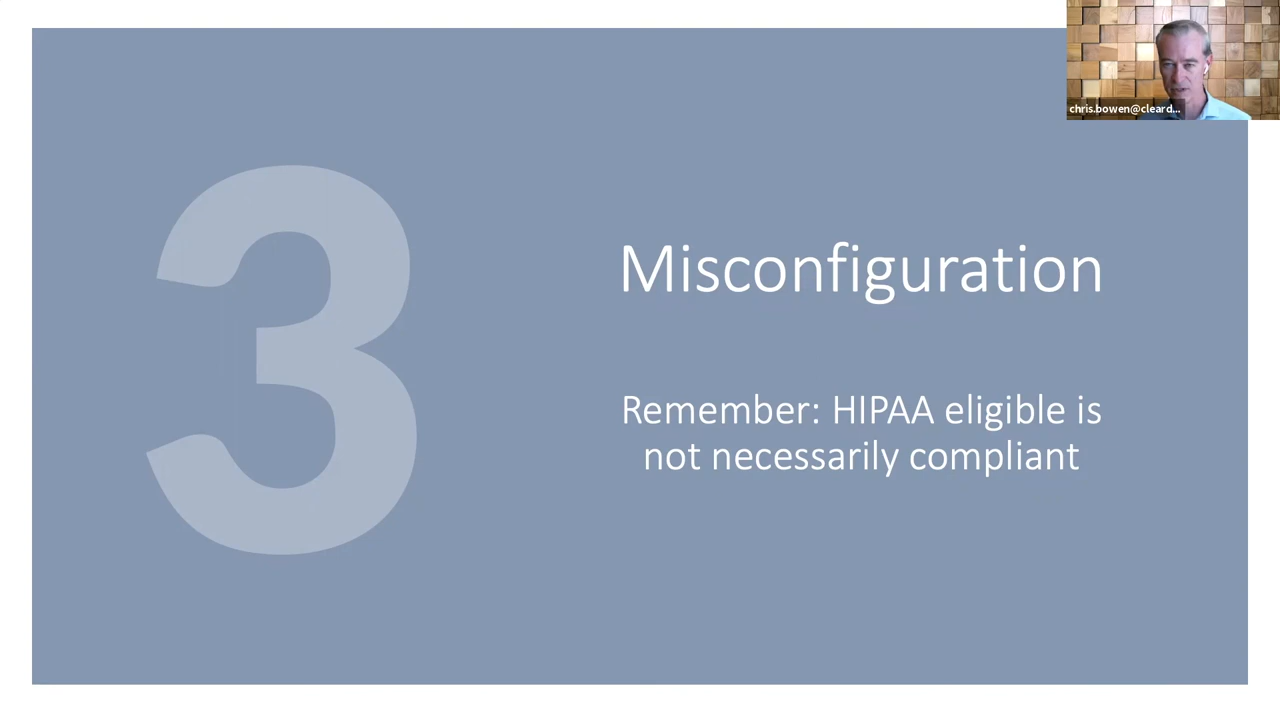 3
Misconfiguration
Remember: HIPAA eligible is
not necessarily compliant
chris.bowen@cleard...